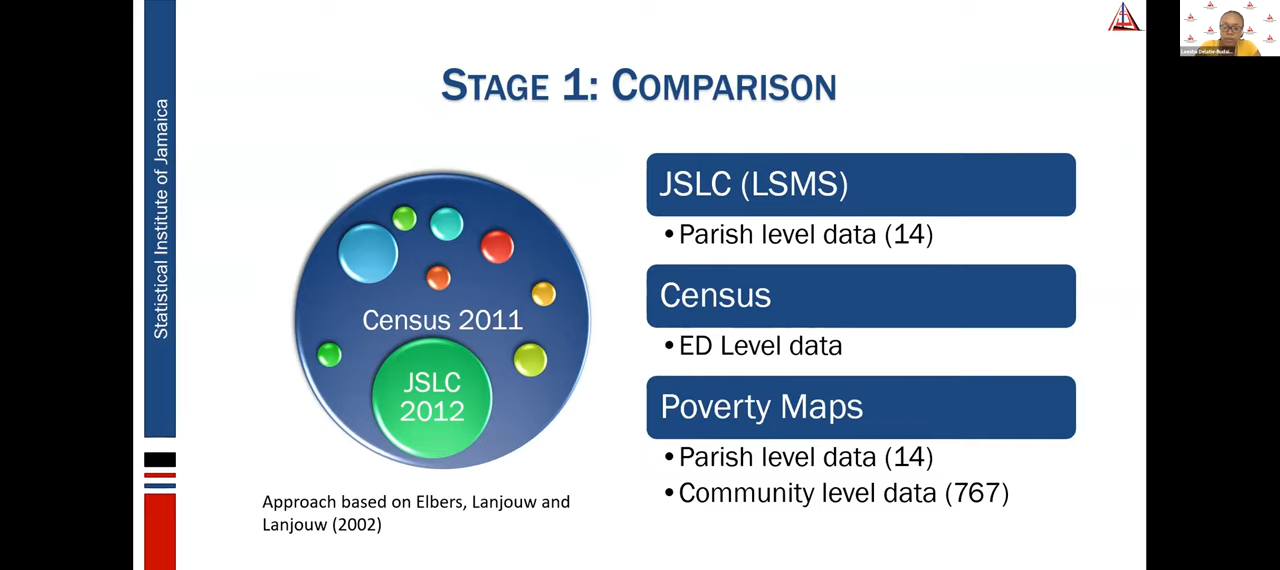 STAGE 1: COMPARISON
Statistical Institute of Jamaica
Census 2011
JSLC
2012
Approach based on Elbers, Lanjouw and
Lanjouw (2002)
JSLC (LSMS)
•Parish level data (14)
Census
•ED Level data
Poverty Maps
•Parish level data (14)
•Community level data (767)